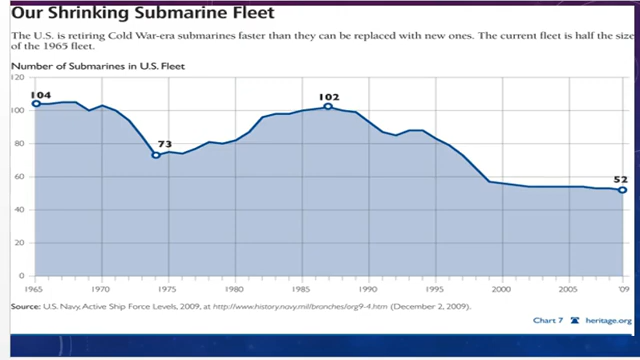 Our Shrinking Submarine Fleet
The U.S. is retiring Cold War-era submarines faster than they can be replaced with new ones. The current fleet is half the size
of the 1965 fleet.
Number of Submarines in U.S. Fleet
120
104
102
100
80
73
60
52
40
20
0
1965 1970 1975 1980 1985 1990 1995 2000 2005 '09
Source: U.S. Navy, Active Ship Force Levels, 2009, at http://www.history.navy.mil/branches/org9-4.htm (December 2, 2009).
Chart 7 heritage.org